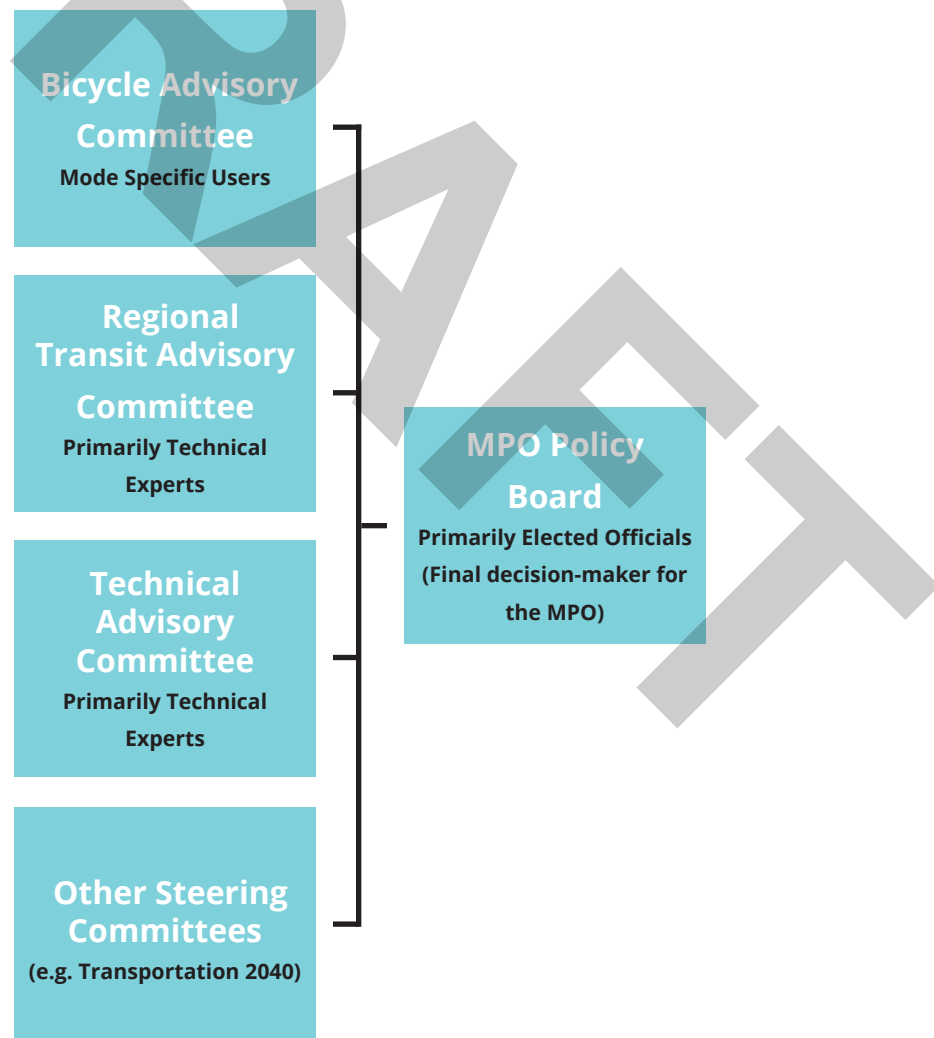 Bicycle Advisory
Committee
Mode Specific Users
Regional
Transit Advisory
Committee
Primarily Technical
Experts
Technical
Advisory
Committee
Primarily Technical
Experts
Other Steering
Committees
(e.g. Transportation 2040)
MPO Policy
Board
Primarily Elected Officials
(Final decision-maker for
the MPO)
RAFT